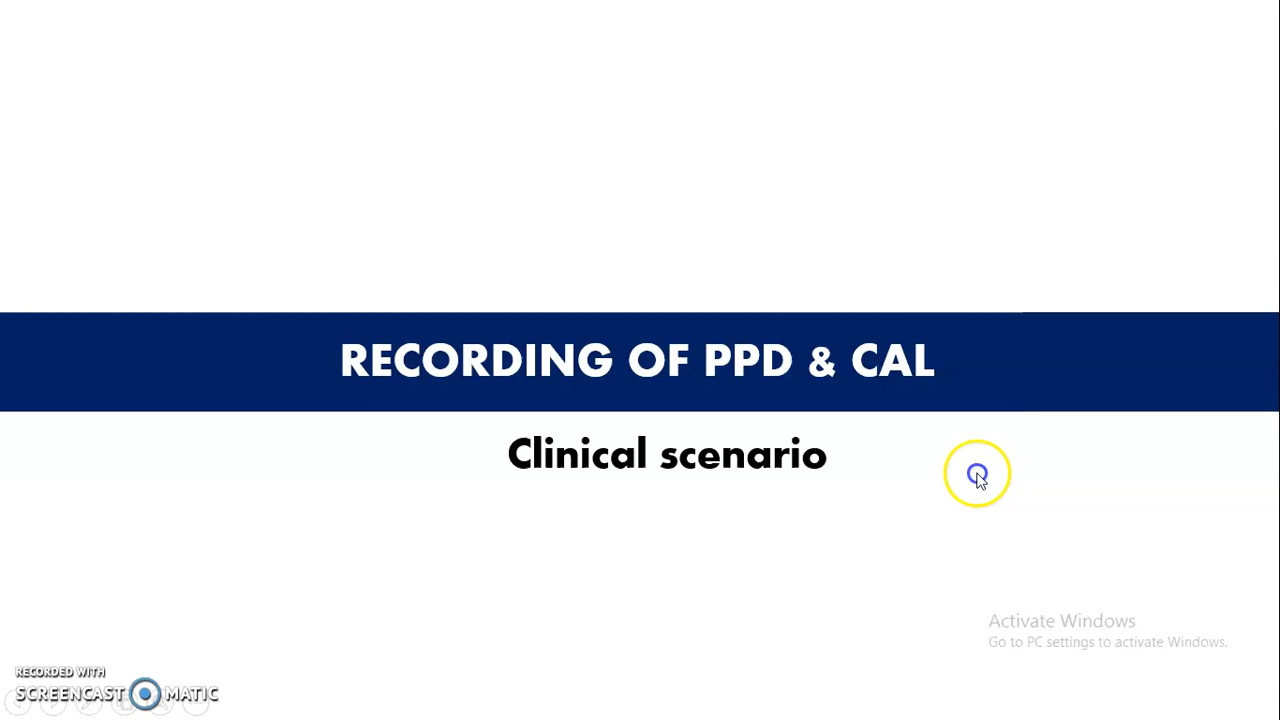 RECORDING OF PPD & CAL
Clinical scenario
Activate Windows
Go to PC settings to activate Windows.
RECORDED WITH
SCREENCAST MATIC